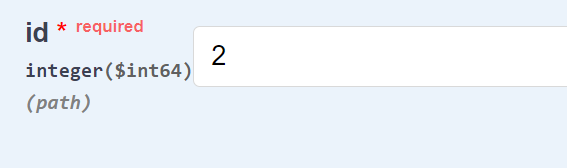 id * required
2
integer($int64)
(path)